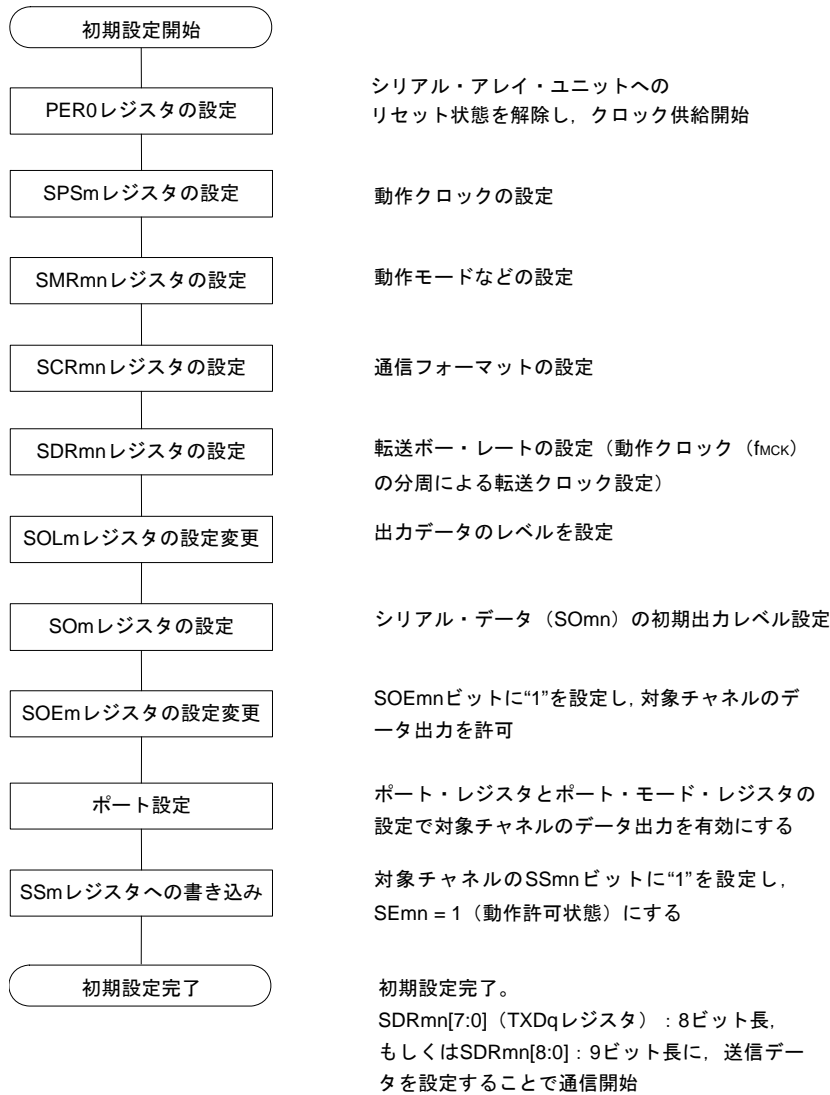 初期設定開始
PER0レジスタの設定
シリアル・アレイ・ユニットへの
リセット状態を解除し，クロック供給開始
SPSmレジスタの設定
動作クロックの設定
SMRmnレジスタの設定
動作モードなどの設定
SCRmnレジスタの設定
通信フォーマットの設定
SDRmnレジスタの設定
転送ボー・レートの設定（動作クロック（fMCK）
の分周による転送クロック設定）
SOLmレジスタの設定変更
出力データのレベルを設定
SOmレジスタの設定
シリアル・データ（SOmn）の初期出力レベル設定
SOEmレジスタの設定変更
SOEmnビットに“1”を設定し，対象チャネルのデ
ータ出力を許可
ポート設定
ポート・レジスタとポート・モード・レジスタの
設定で対象チャネルのデータ出力を有効にする
SSmレジスタへの書き込み
対象チャネルのSSmnビットに“1”を設定し，
SEmn = 1（動作許可状態）にする
初期設定完了
初期設定完了。
SDRmn[7:0]（TXDqレジスタ）：8ビット長，
もしくはSDRmn[8:0]：9ビット長に，送信デー
タを設定することで通信開始